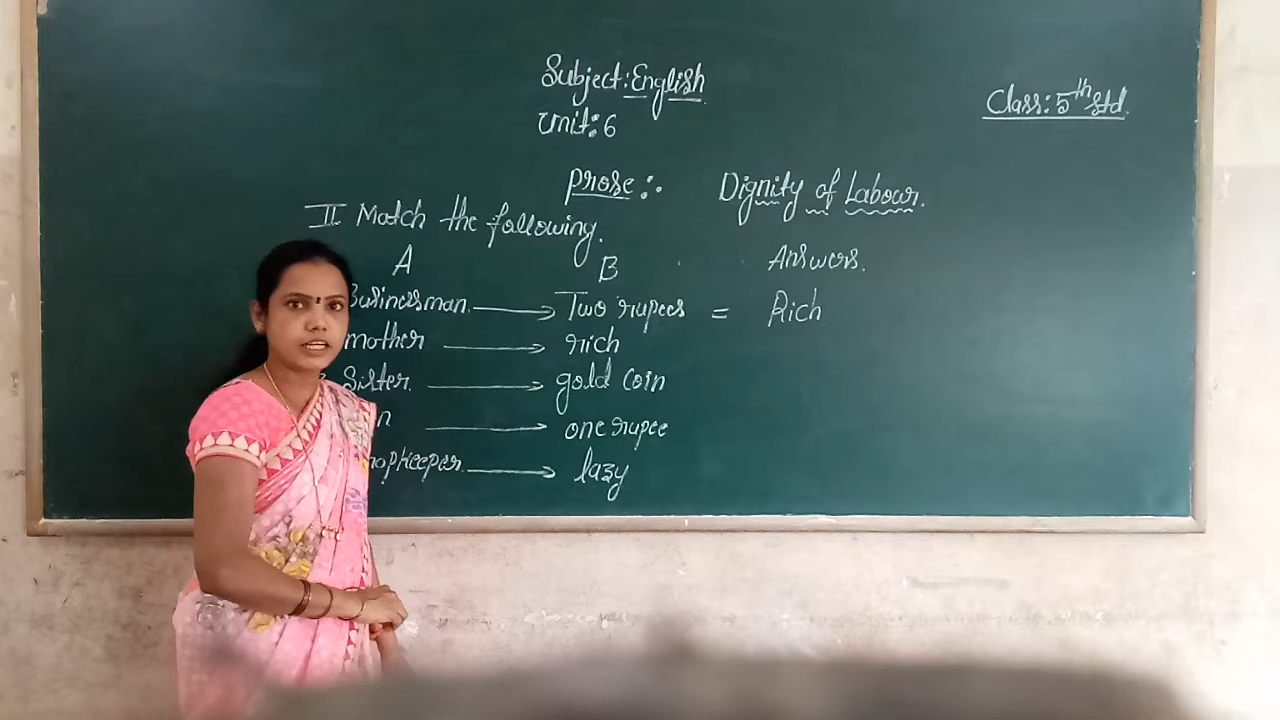 Subject: English
Class: 5th Std.
Unit: 6
Prose :. Dignity of Labour.
II Match the following.
A B Answers.
Businessman. → Two rupees = Rich
mother → rich
Sister. → gold coin
→ one rupee
→ lazy